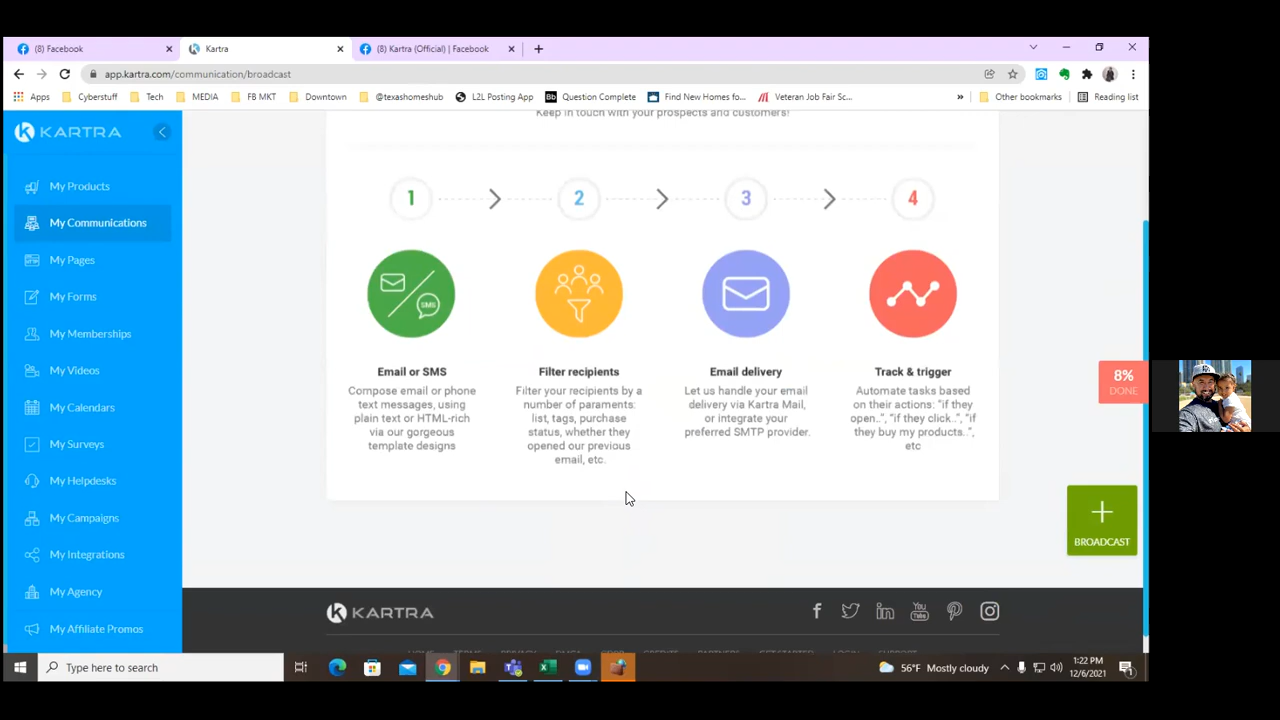 (8) Facebook
Kartra
(8) Kartra (Official) | Facebook
app.kartra.com/communication/broadcast
Apps
Cyberstuff
Tech
MEDIA
FB MKT
Downtown
@texashomeshub
L2L Posting App
Bb
Question Complete
Find New Homes fo...
Veteran Job Fair Sc...
»
Other bookmarks
Reading list
K KARTRA
My Products
My Communications
My Pages
My Forms
My Memberships
My Videos
My Calendars
My Surveys
My Helpdesks
My Campaigns
My Integrations
My Agency
My Affiliate Promos
Keep in touch with your prospects and customers!
1
2
3
4
SMS
Email or SMS
Compose email or phone
text messages, using
plain text or HTML-rich
via our gorgeous
template designs
Filter recipients
Filter your recipients by a
number of paraments:
list, tags, purchase
status, whether they
opened our previous
email, etc.
Email delivery
Let us handle your email
delivery via Kartra Mail,
or integrate your
preferred SMTP provider.
Track & trigger
Automate tasks based
on their actions: "if they
open..", "if they click..", "if
they buy my products..",
etc
8%
DONE
+
BROADCAST
K KARTRA
You
Tube
Type here to search
56°F Mostly cloudy
1:22 PM
12/6/2021